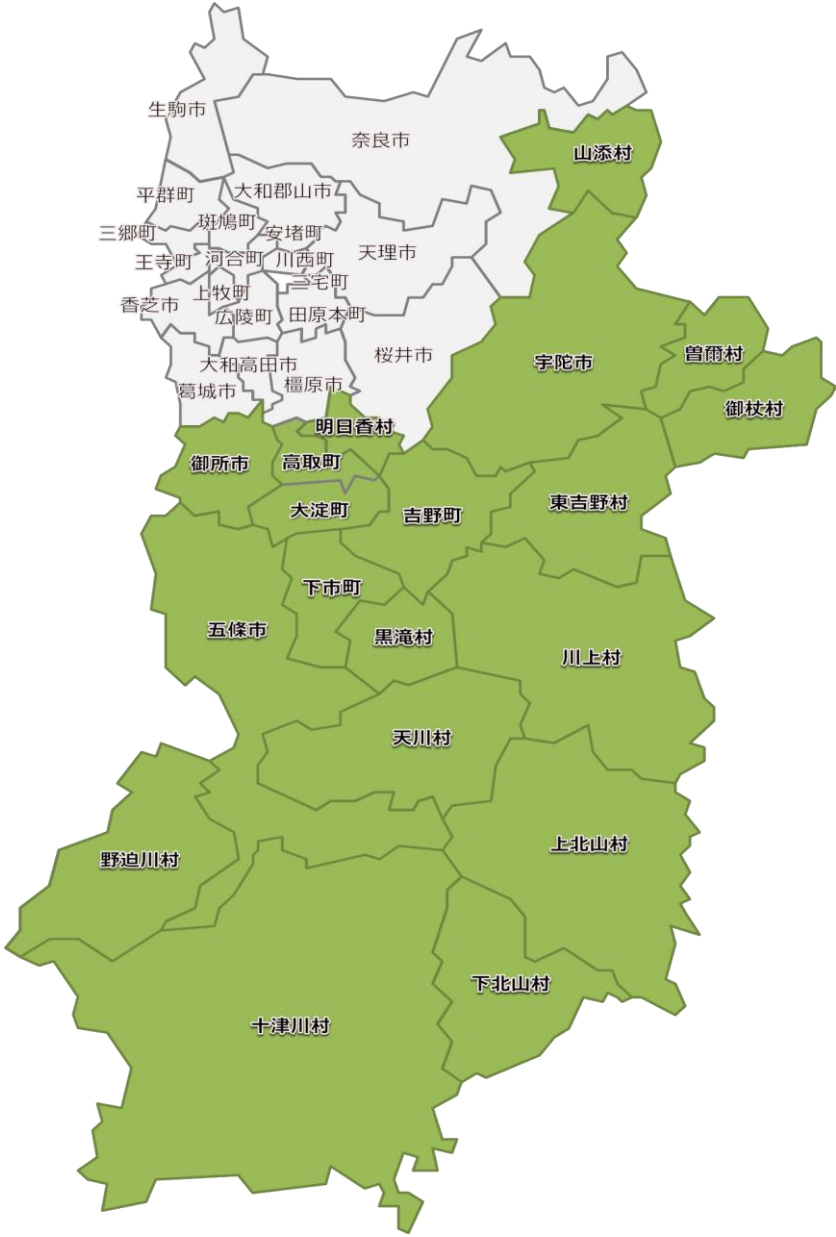 生駒市
奈良市
山添村
平群町
大和郡山市
斑鳩町
三郷町
安堵町
天理市
王寺町
河合町
川西町
三宅町
上牧町
香芝市
広陵町
田原本町
桜井市
大和高田市
葛城市
橿原市
宇陀市
曽爾村
御杖村
明日香村
御所市
高取町
大淀町
吉野町
東吉野村
下市町
五條市
黒滝村
川上村
天川村
野迫川村
上北山村
下北山村
十津川村